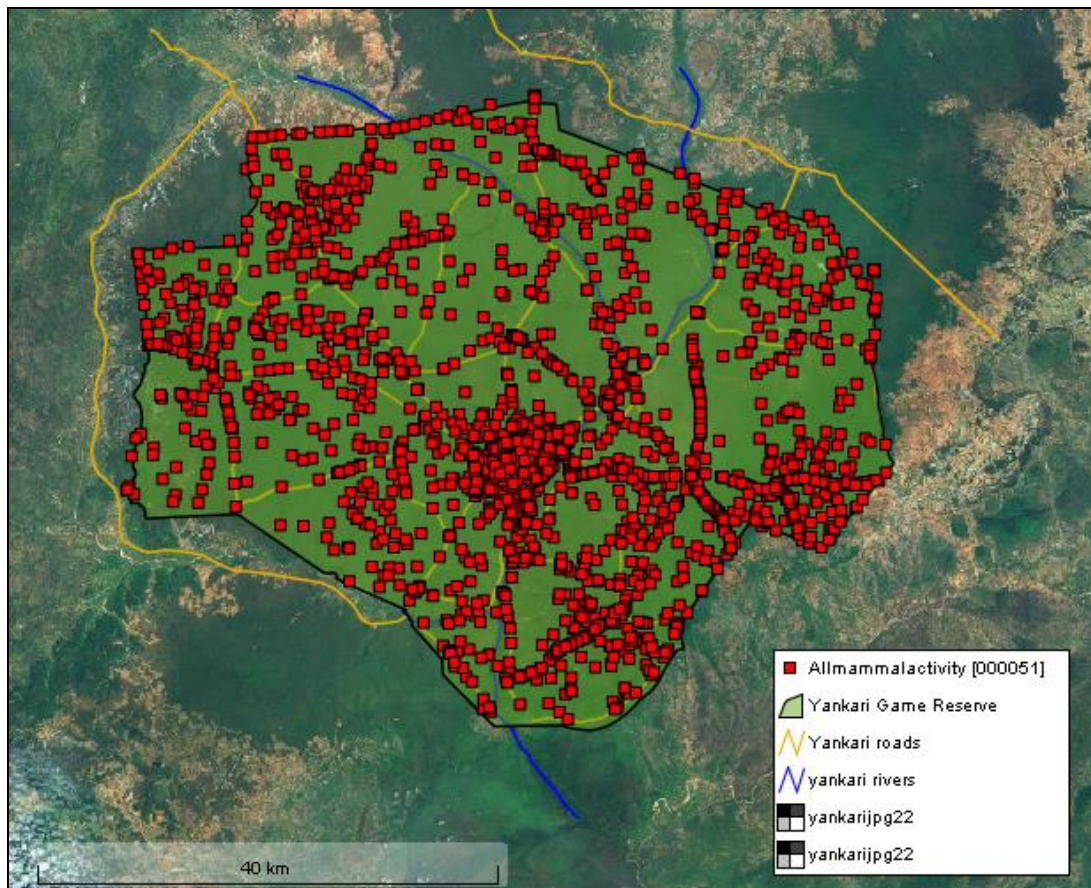 Allmammalactivity [000051]
Yankari Game Reserve
Yankari roads
yankari rivers
yankarijpg22
yankarijpg22
40 km